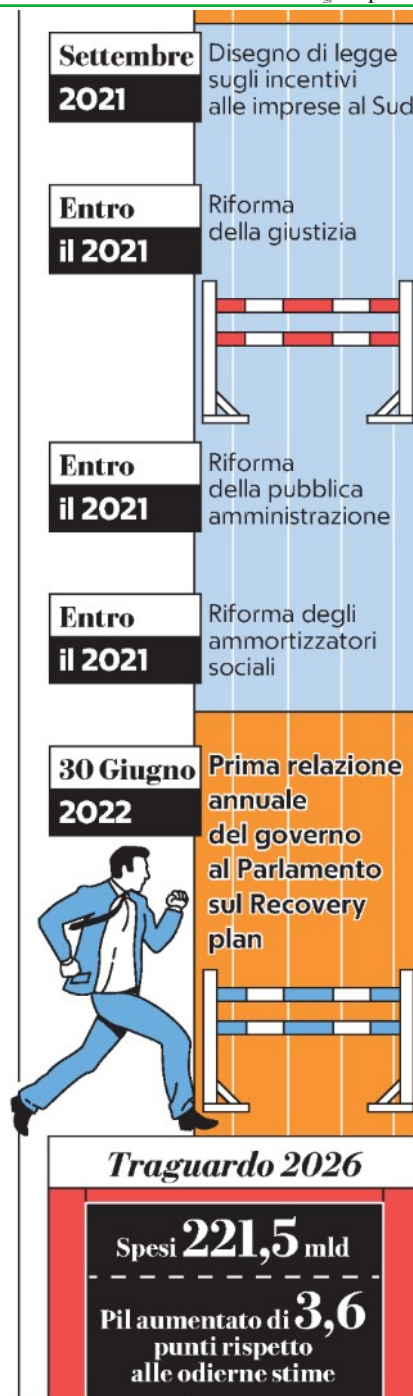 Settembre
2021
Disegno di legge
sugli incentivi
alle imprese al Sud
Entro
il 2021
Riforma
della giustizia
Entro
il 2021
Riforma
della pubblica
amministrazione
Entro
il 2021
Riforma degli
ammortizzatori
sociali
30 Giugno
2022
Prima relazione
annuale
del governo
al Parlamento
sul Recovery
plan
Traguardo 2026
Spesi 221,5 mld
Pil aumentato di 3,6
punti rispetto
alle odierne stime